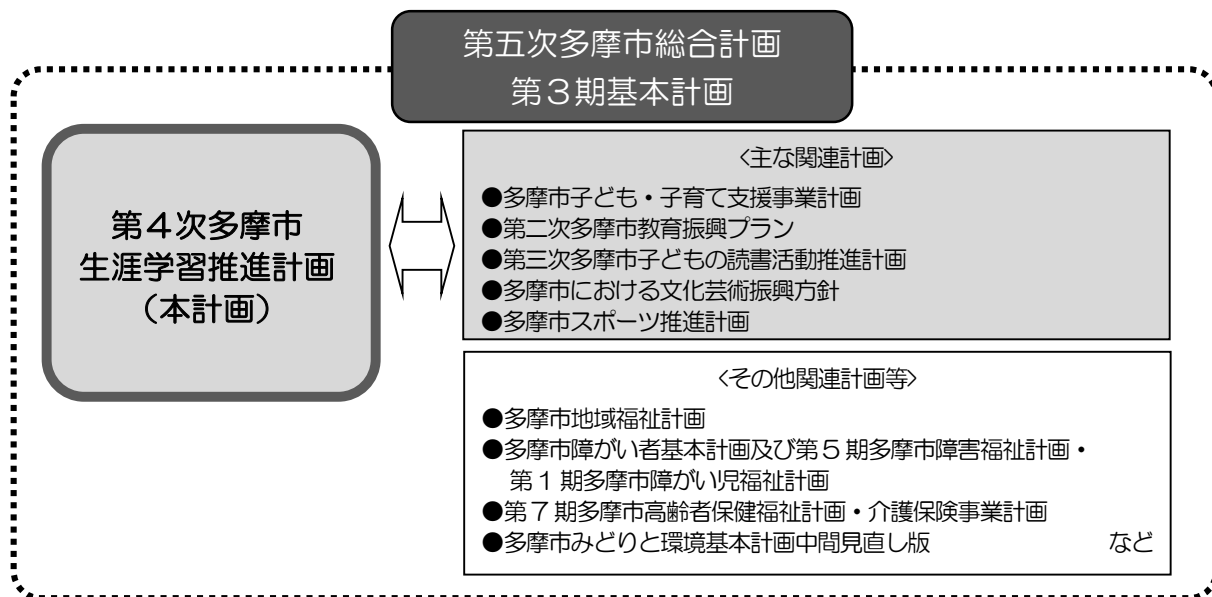 第五次多摩市総合計画
第３期基本計画
第４次多摩市
生涯学習推進計画
（本計画）
<主な関連計画>
●多摩市子ども・子育て支援事業計画
●第二次多摩市教育振興プラン
●第三次多摩市子どもの読書活動推進計画
●多摩市における文化芸術振興方針
●多摩市スポーツ推進計画
<その他関連計画等>
●多摩市地域福祉計画
●多摩市障がい者基本計画及び第５期多摩市障害福祉計画・
第１期多摩市障がい児福祉計画
●第７期多摩市高齢者保健福祉計画・介護保険事業計画
●多摩市みどりと環境基本計画中間見直し版　など